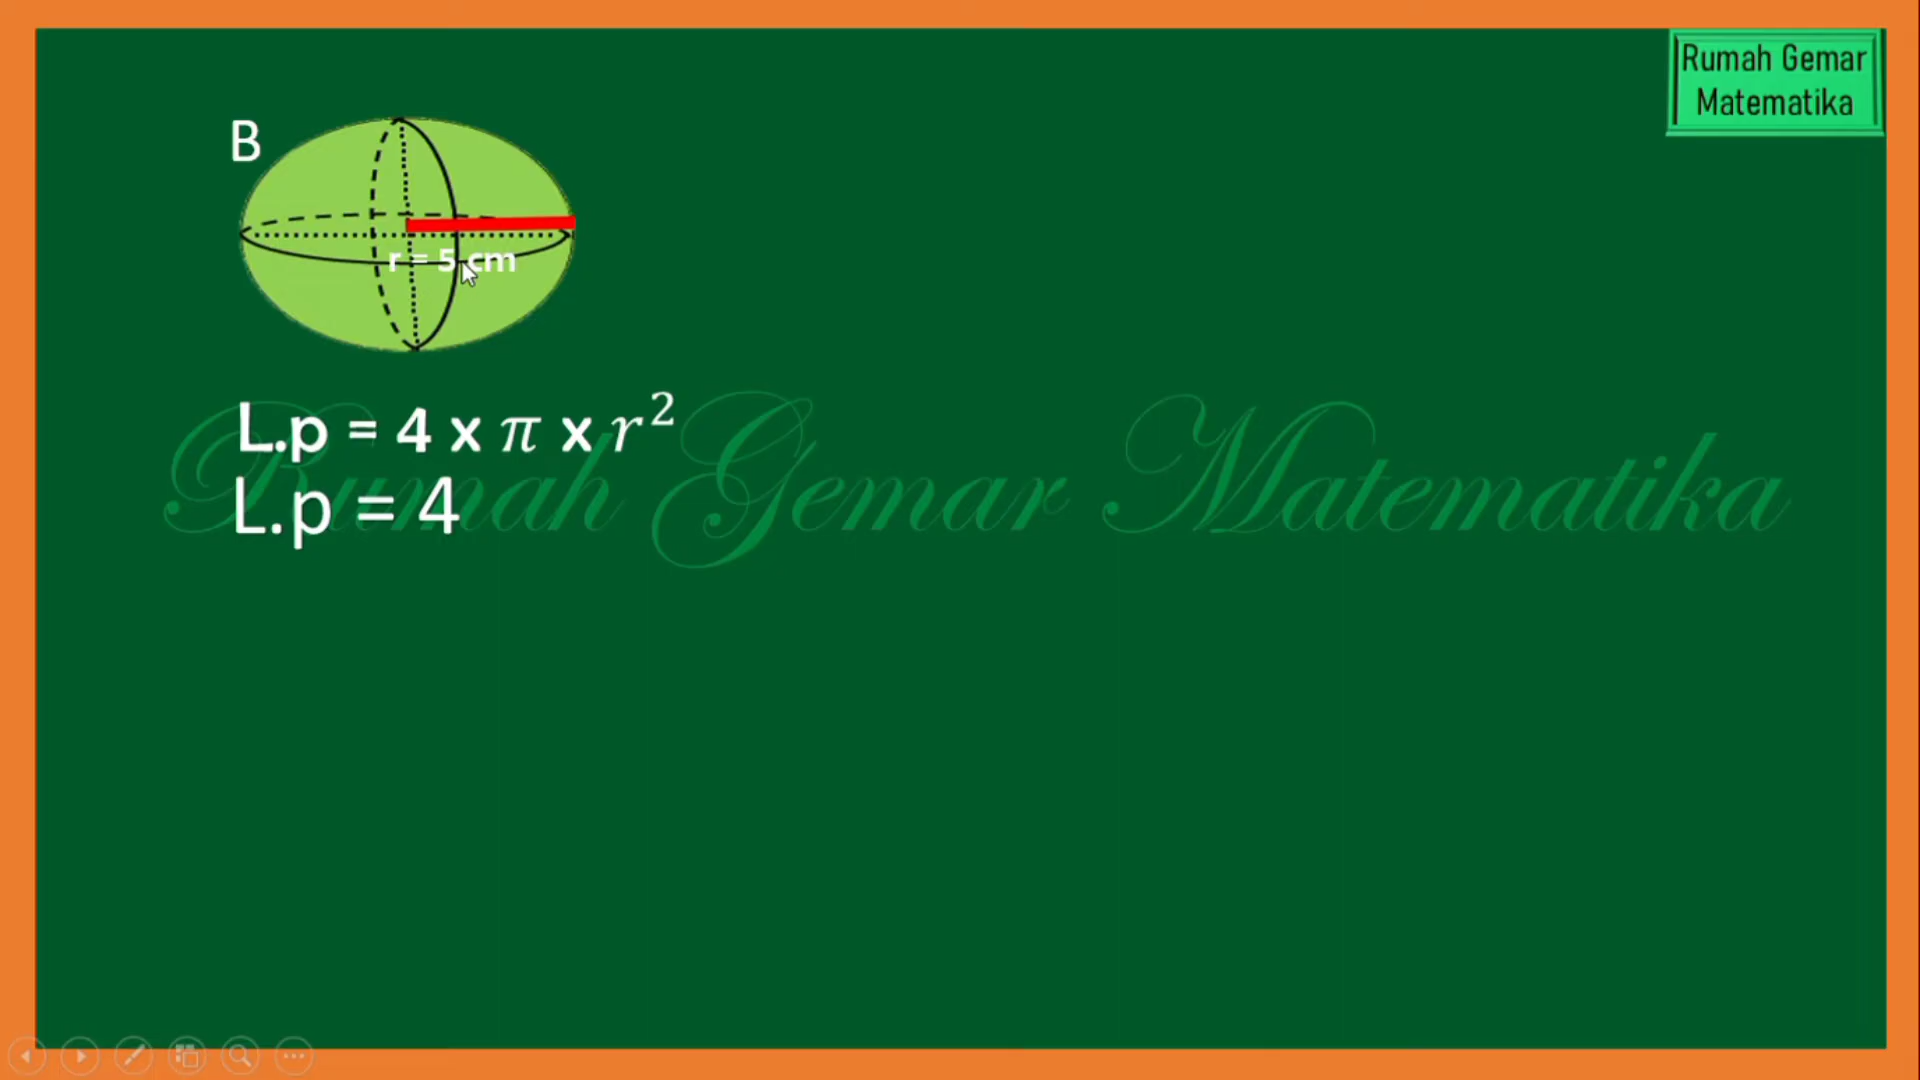 Rumah Gemar
Matematika
B
r = 5 cm
L.p = 4 x π x r²
L.p = 4
Rumah Gemar Matematika